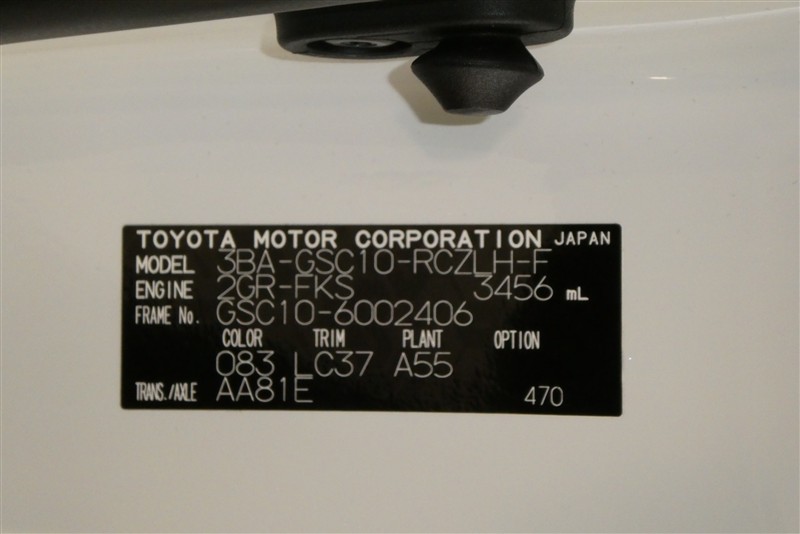 TOYOTA MOTOR CORPORATION JAPAN
MODEL 3BA-GSC10-RCZLH-F
ENGINE 2GR-FKS 3456 mL
FRAME No. GSC10-6002406
COLOR TRIM PLANT OPTION
083 LC37 A55
TRANS./AXLE AA81E 470